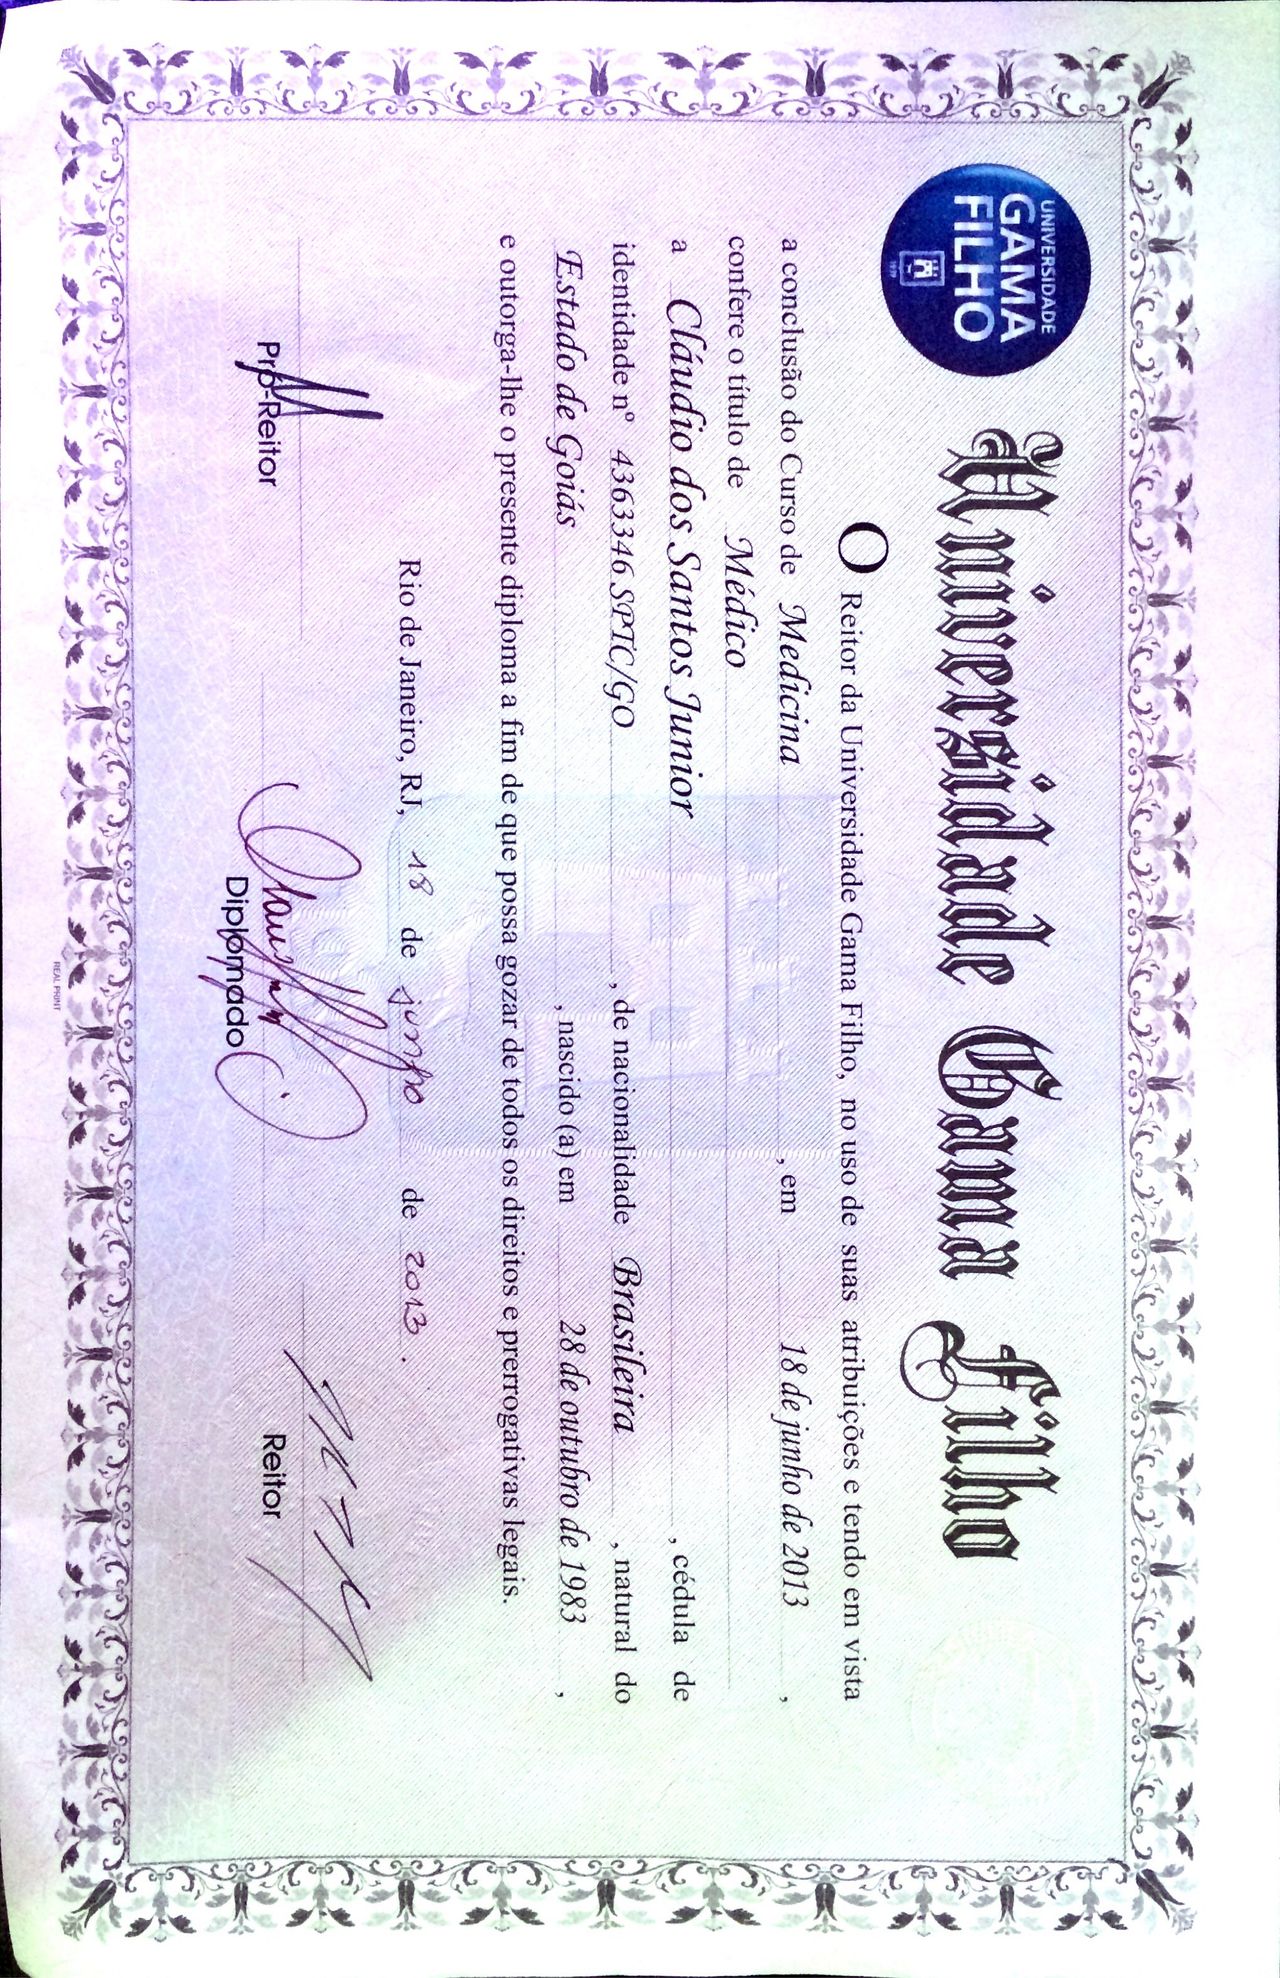 UNIVERSIDADE
GAMA
FILHO
1939
Universidade Gama Filho
O Reitor da Universidade Gama Filho, no uso de suas atribuições e tendo em vista
a conclusão do Curso de Medicina, em 18 de junho de 2013,
confere o título de Médico
a Cláudio dos Santos Junior, cédula de
identidade nº 4363346 SPTC/GO, de nacionalidade Brasileira, natural do
Estado de Goiás, nascido (a) em 28 de outubro de 1983,
e outorga-lhe o presente diploma a fim de que possa gozar de todos os direitos e prerrogativas legais.
Rio de Janeiro, RJ, 18 de junho de 2013.
Pró-Reitor
Diplomado
Reitor
REAL PRINT